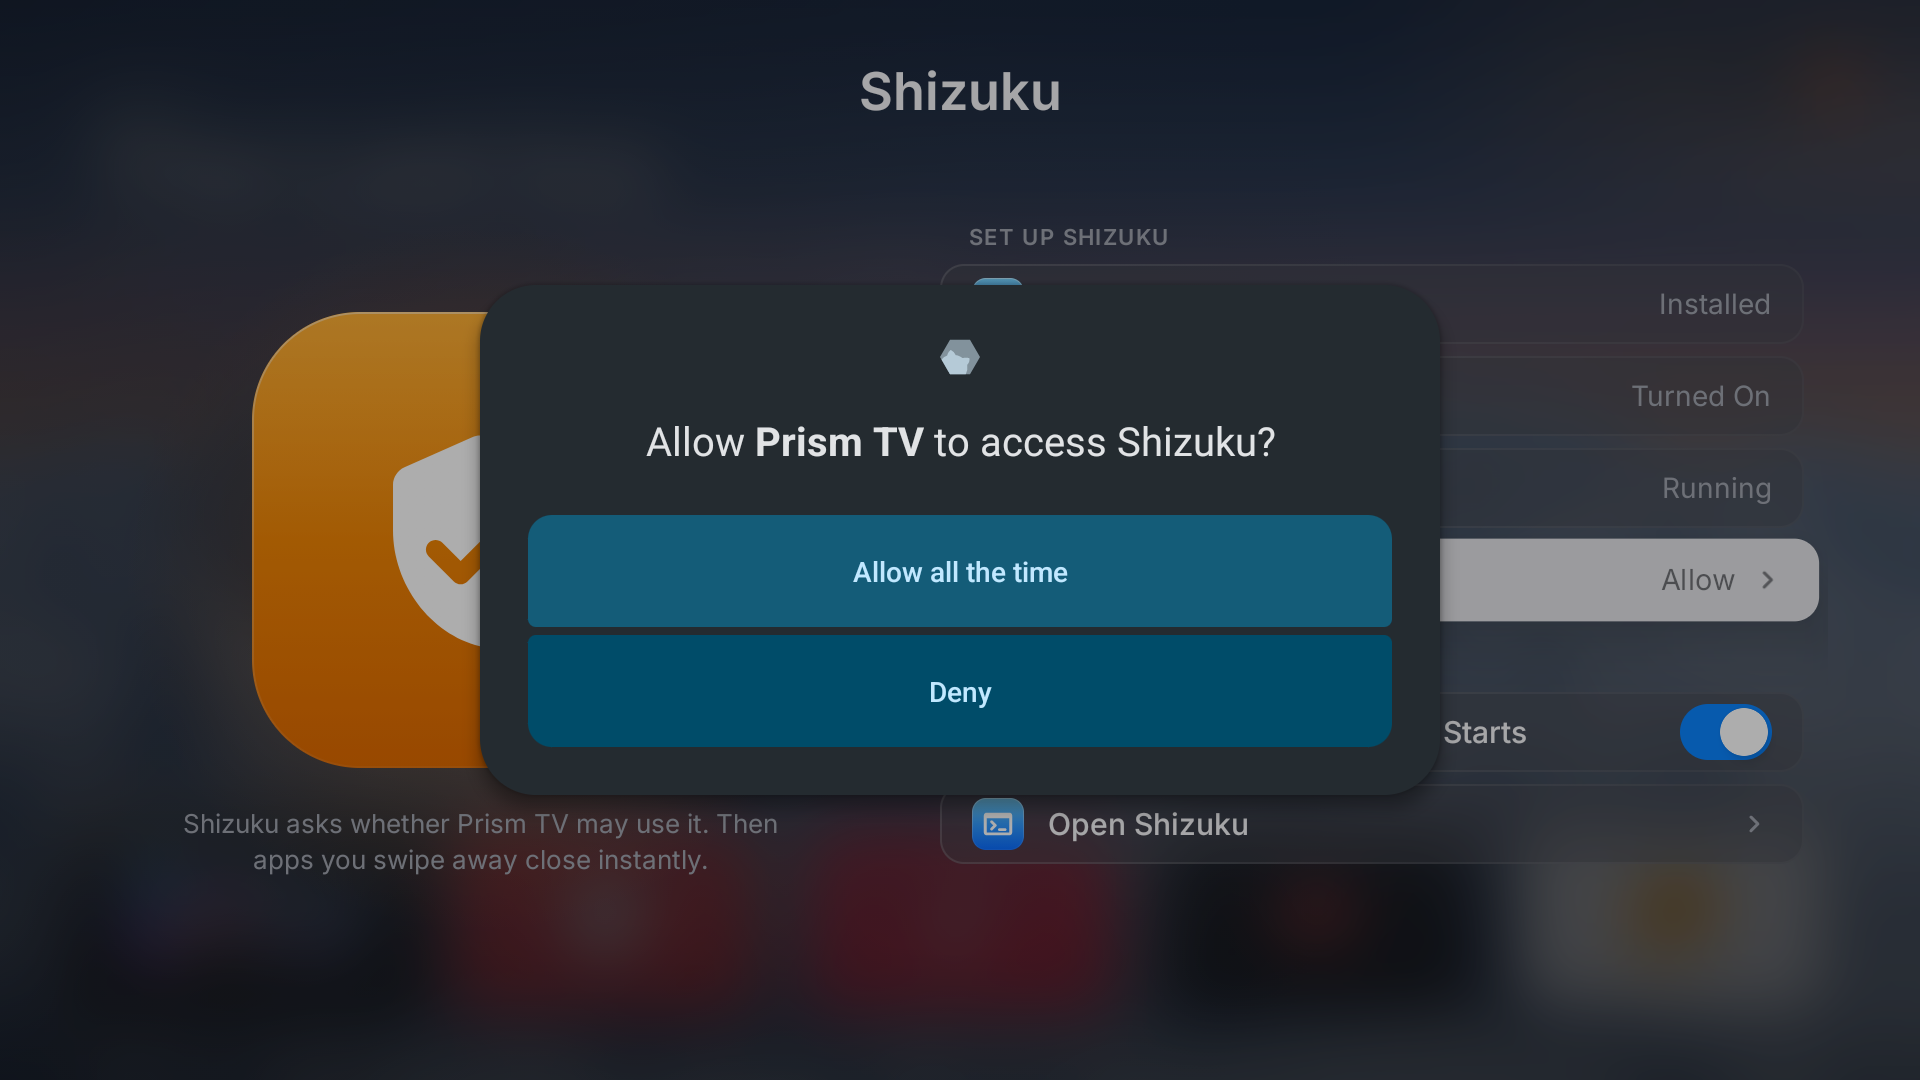 Shizuku
SET UP SHIZUKU
Installed
Turned On
Running
Allow
Allow Prism TV to access Shizuku?
Allow all the time
Deny
Starts
Open Shizuku
Shizuku asks whether Prism TV may use it. Then
apps you swipe away close instantly.